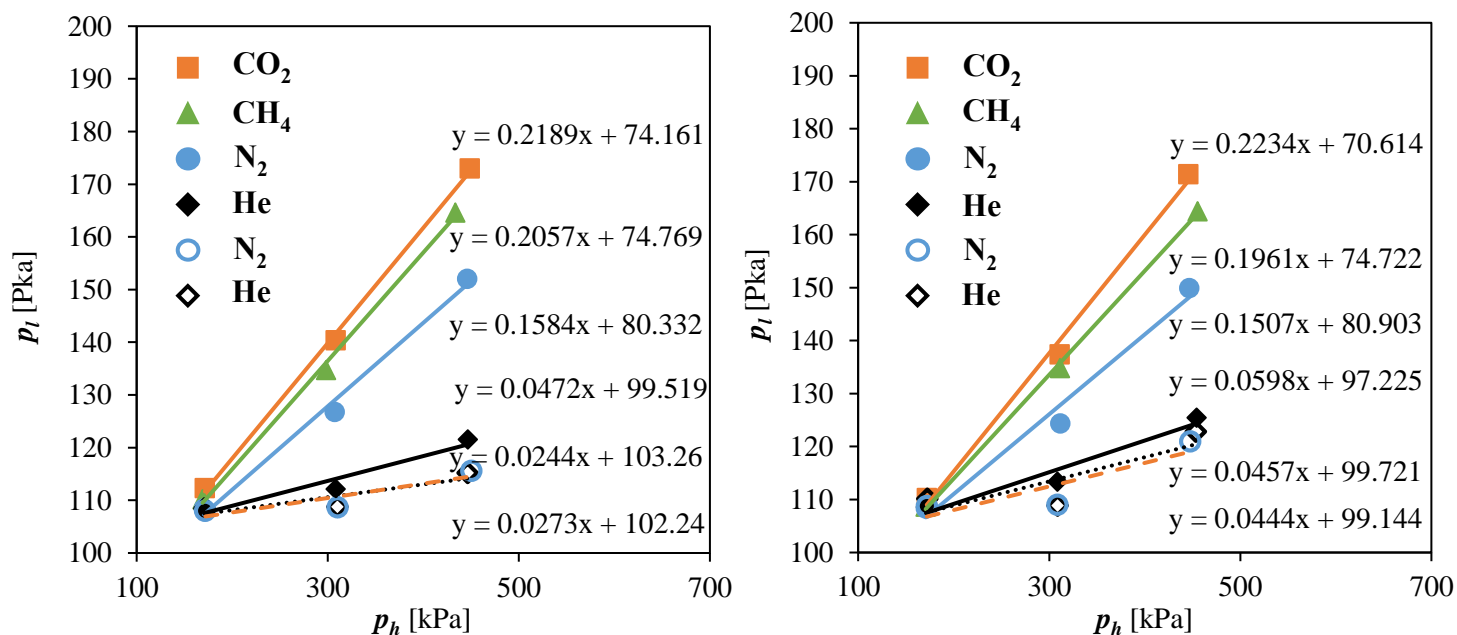 200
190
180
170
160
150
140
130
120
110
100
p_l [Pka]
CO₂
CH₄
N₂
He
N₂
He
y = 0.2189x + 74.161
y = 0.2057x + 74.769
y = 0.1584x + 80.332
y = 0.0472x + 99.519
y = 0.0244x + 103.26
y = 0.0273x + 102.24
100 300 500 700
p_h [kPa]
200
190
180
170
160
150
140
130
120
110
100
p_l [Pka]
CO₂
CH₄
N₂
He
N₂
He
y = 0.2234x + 70.614
y = 0.1961x + 74.722
y = 0.1507x + 80.903
y = 0.0598x + 97.225
y = 0.0457x + 99.721
y = 0.0444x + 99.144
100 300 500 700
p_h [kPa]